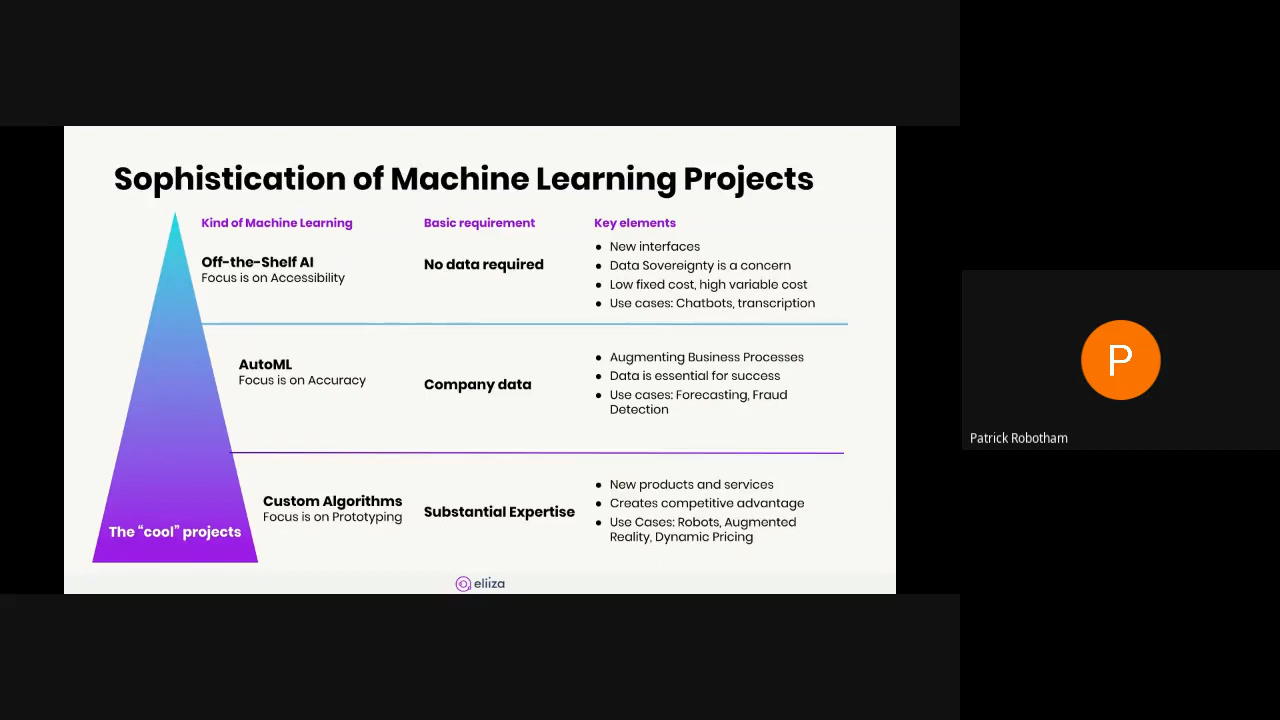 Sophistication of Machine Learning Projects
Kind of Machine Learning
Basic requirement
Key elements
Off-the-Shelf AI
Focus is on Accessibility
No data required
● New interfaces
● Data Sovereignty is a concern
● Low fixed cost, high variable cost
● Use cases: Chatbots, transcription
AutoML
Focus is on Accuracy
Company data
● Augmenting Business Processes
● Data is essential for success
● Use cases: Forecasting, Fraud
Detection
Custom Algorithms
Focus is on Prototyping
Substantial Expertise
● New products and services
● Creates competitive advantage
● Use Cases: Robots, Augmented
Reality, Dynamic Pricing
The “cool” projects
eliiza
P
Patrick Robotham